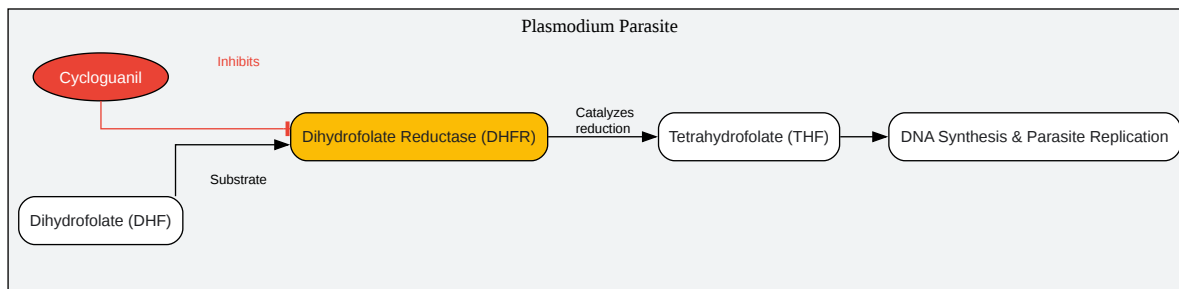 Plasmodium Parasite
Cycloguanil
Inhibits
Dihydrofolate Reductase (DHFR)
Catalyzes
reduction
Tetrahydrofolate (THF)
DNA Synthesis & Parasite Replication
Substrate
Dihydrofolate (DHF)